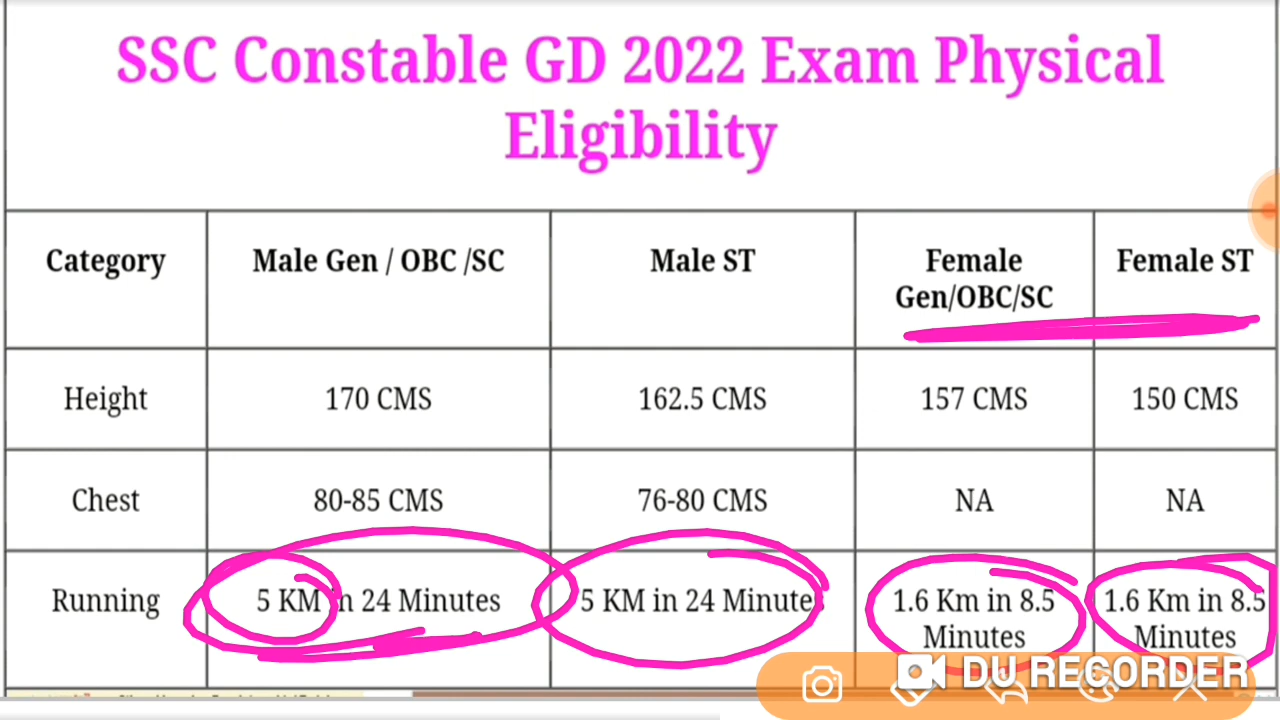 SSC Constable GD 2022 Exam Physical
Eligibility
Category
Male Gen / OBC /SC
Male ST
Female
Gen/OBC/SC
Female ST
Height
170 CMS
162.5 CMS
157 CMS
150 CMS
Chest
80-85 CMS
76-80 CMS
NA
NA
Running
5 KM in 24 Minutes
5 KM in 24 Minutes
1.6 Km in 8.5
Minutes
1.6 Km in 8.5
Minutes
DU RECORDER